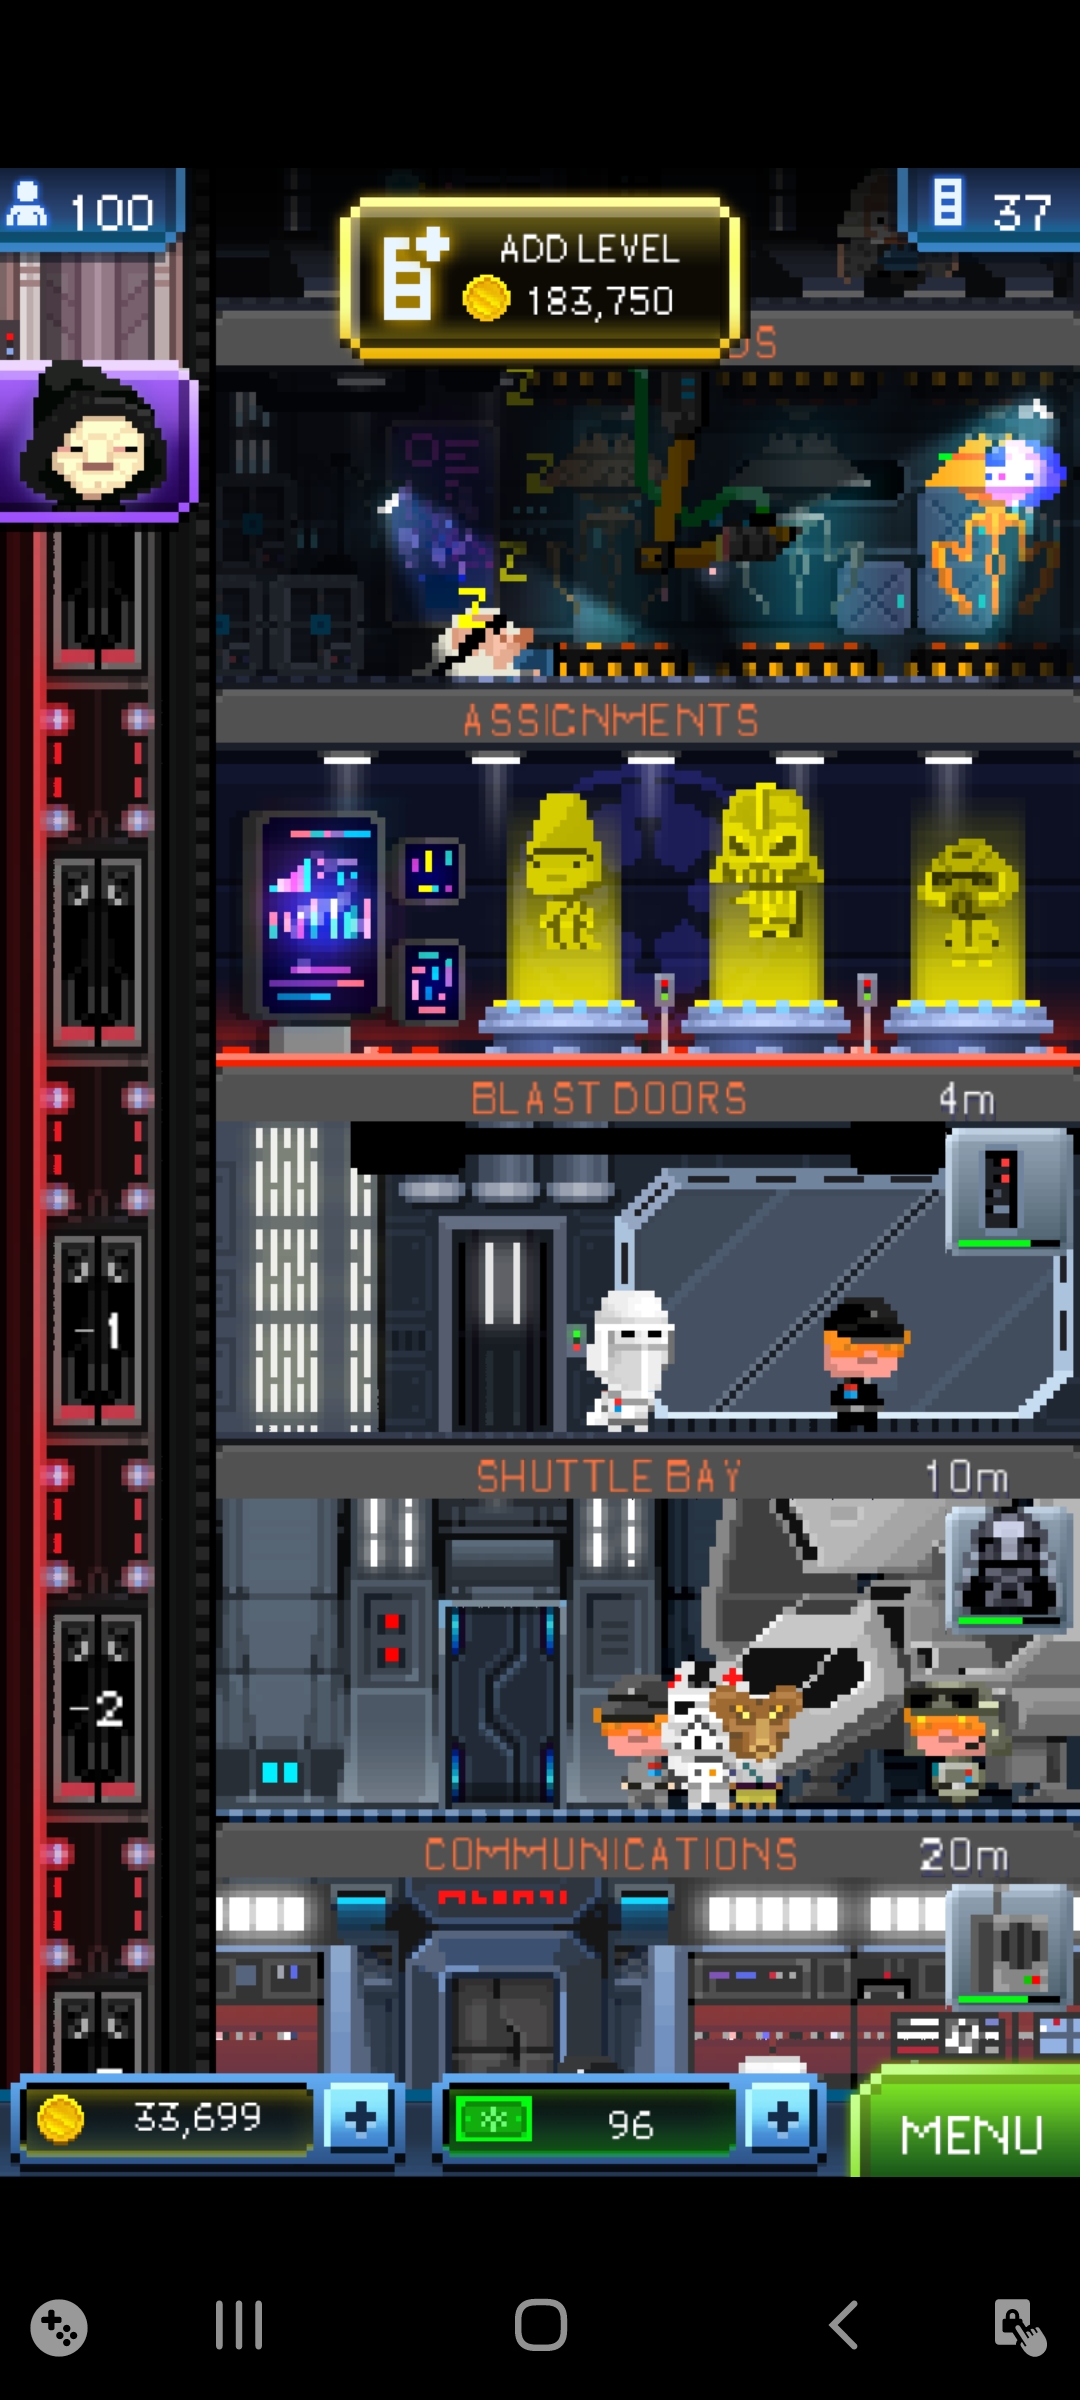 100
37
ADD LEVEL
183,750
Z
Z
Z
Z
ASSIGNMENTS
BLAST DOORS 4m
-1
SHUTTLE BAY 10m
-2
COMMUNICATIONS 20m
33,699
96
MENU